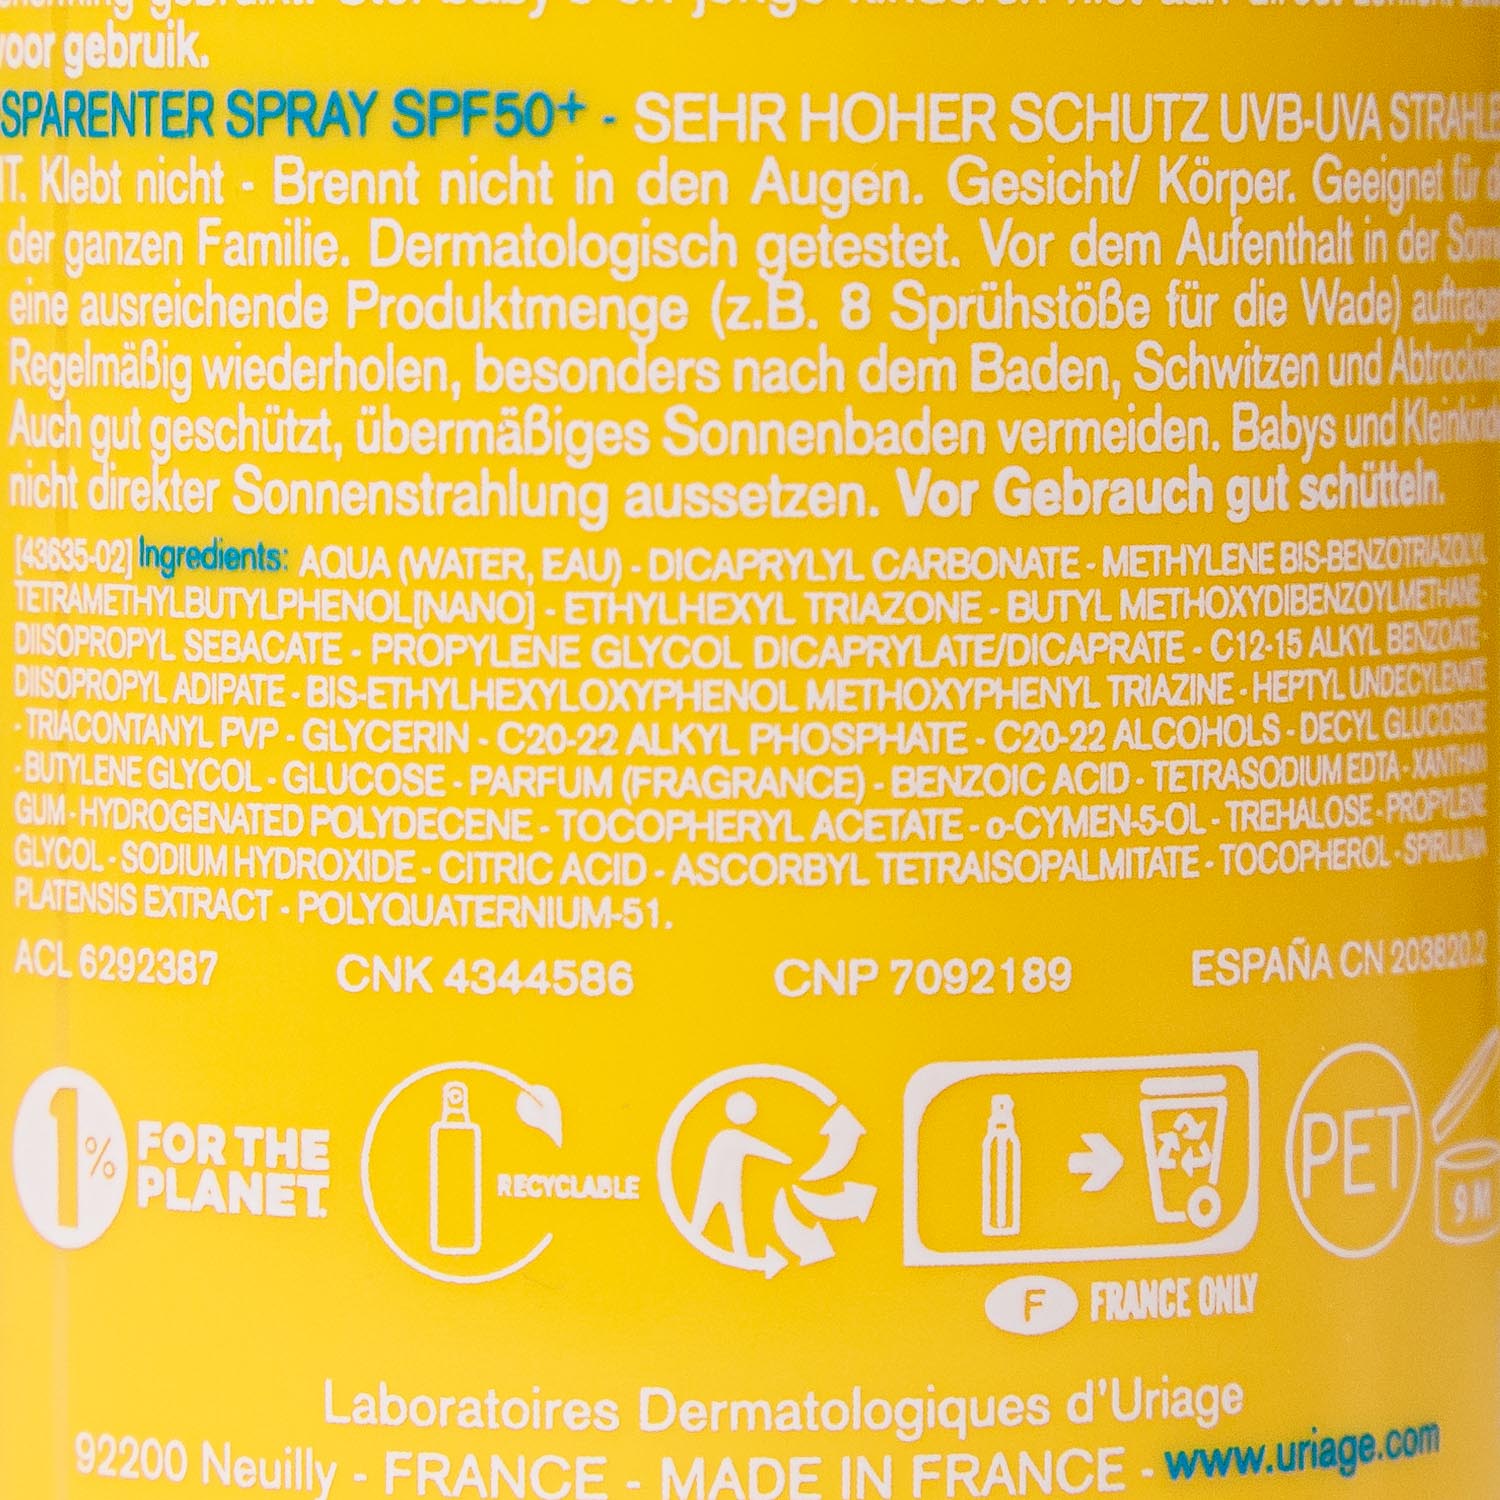 voor gebruik.
SPARENTER SPRAY SPF50+ - SEHR HOHER SCHUTZ UVB-UVA STRAHLE
IT. Klebt nicht - Brennt nicht in den Augen. Gesicht/ Körper. Geeignet für
der ganzen Familie. Dermatologisch getestet. Vor dem Aufenthalt in der Sonn
eine ausreichende Produktmenge (z.B. 8 Sprühstöße für die Wade) auftrage
Regelmäßig wiederholen, besonders nach dem Baden, Schwitzen und Abtrockne
Auch gut geschützt, übermäßiges Sonnenbaden vermeiden. Babys und Kleinkind
nicht direkter Sonnenstrahlung aussetzen. Vor Gebrauch gut schütteln.
[43635-02] Ingredients: AQUA (WATER, EAU) - DICAPRYLYL CARBONATE - METHYLENE BIS-BENZOTRIAZOLYL
TETRAMETHYLBUTYLPHENOL[NANO] - ETHYLHEXYL TRIAZONE - BUTYL METHOXYDIBENZOYLMETHANE -
DIISOPROPYL SEBACATE - PROPYLENE GLYCOL DICAPRYLATE/DICAPRATE - C12-15 ALKYL BENZOATE -
DIISOPROPYL ADIPATE - BIS-ETHYLHEXYLOXYPHENOL METHOXYPHENYL TRIAZINE - HEPTYL UNDECYLENATE
- TRIACONTANYL PVP - GLYCERIN - C20-22 ALKYL PHOSPHATE - C20-22 ALCOHOLS - DECYL GLUCOSIDE
- BUTYLENE GLYCOL - GLUCOSE - PARFUM (FRAGRANCE) - BENZOIC ACID - TETRASODIUM EDTA - XANTHAN
GUM - HYDROGENATED POLYDECENE - TOCOPHERYL ACETATE - o-CYMEN-5-OL - TREHALOSE - PROPYLENE
GLYCOL - SODIUM HYDROXIDE - CITRIC ACID - ASCORBYL TETRAISOPALMITATE - TOCOPHEROL - SPIRULINA
PLATENSIS EXTRACT - POLYQUATERNIUM-51.
ACL 6292387 CNK 4344586 CNP 7092189 ESPAÑA CN 203820.2
1% FOR THE
PLANET.
RECYCLABLE
PET
9 M
F FRANCE ONLY
Laboratoires Dermatologiques d'Uriage
92200 Neuilly - FRANCE - MADE IN FRANCE - www.uriage.com